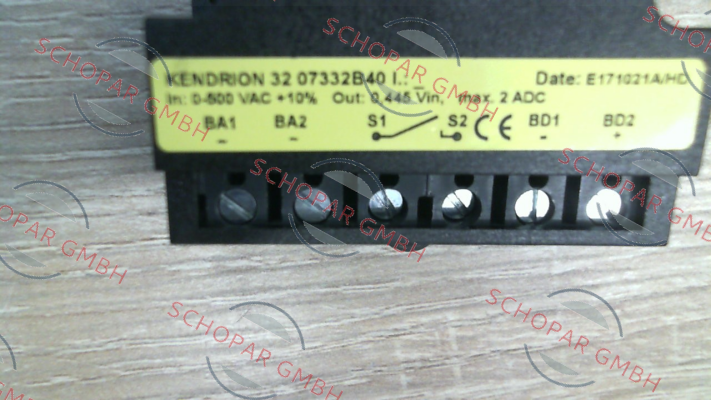 KENDRION 32 07332B40 Date: E171021A/HD
In: 0-500 VAC +10% Out: 0,445 Vin, max. 2 ADC
BA1 BA2 S1 S2 CE BD1 BD2
- - - +
SCHOPAR GMBH
SCHOPAR GMBH
SCHOPAR GMBH
SCHOPAR GMBH
SCHOPAR GMBH
SCHOPAR GMBH
SCHOPAR GMBH
SCHOPAR GMBH